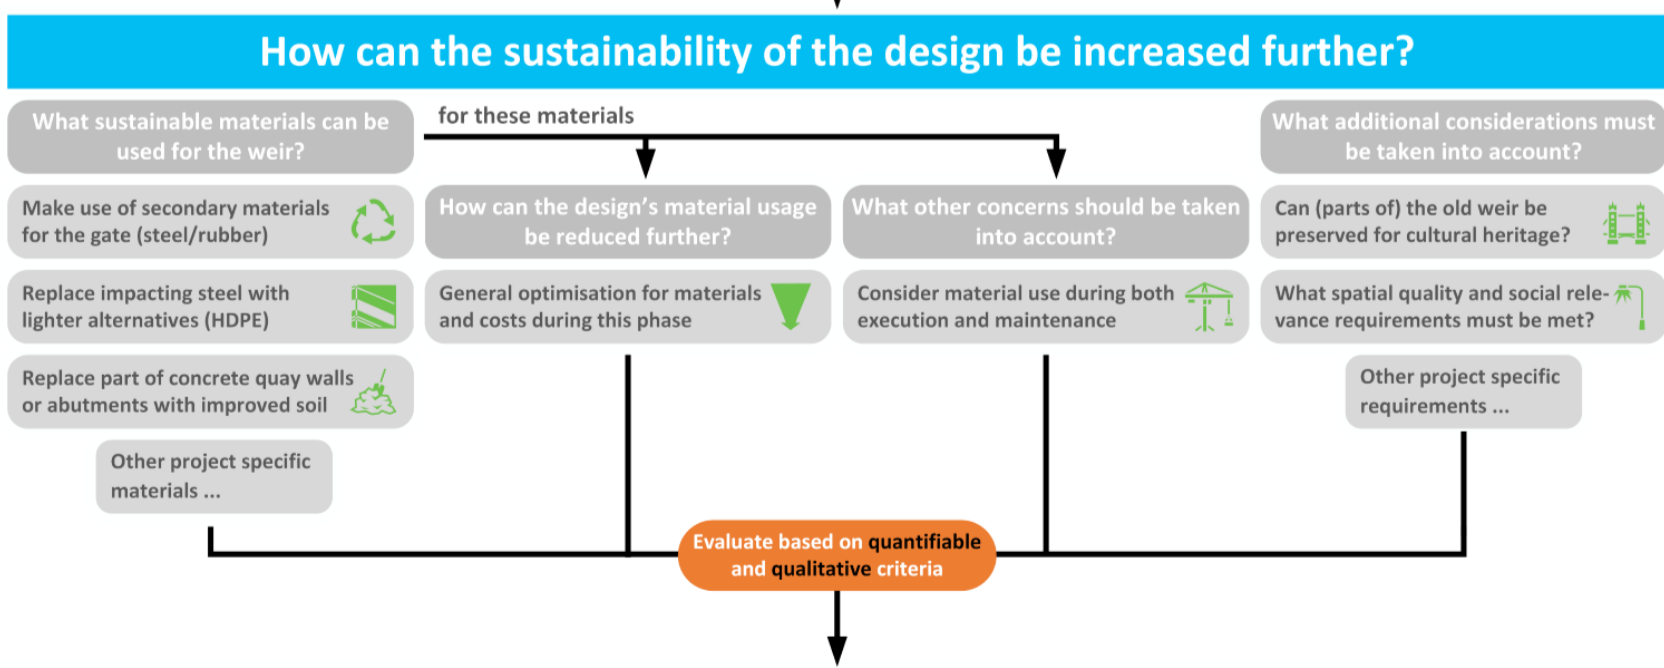 How can the sustainability of the design be increased further?
What sustainable materials can be
used for the weir?
Make use of secondary materials
for the gate (steel/rubber)
Replace impacting steel with
lighter alternatives (HDPE)
Replace part of concrete quay walls
or abutments with improved soil
Other project specific
materials ...
for these materials
How can the design's material usage
be reduced further?
General optimisation for materials
and costs during this phase
What other concerns should be taken
into account?
Consider material use during both
execution and maintenance
What additional considerations must
be taken into account?
Can (parts of) the old weir be
preserved for cultural heritage?
What spatial quality and social rele-
vance requirements must be met?
Other project specific
requirements ...
Evaluate based on quantifiable
and qualitative criteria